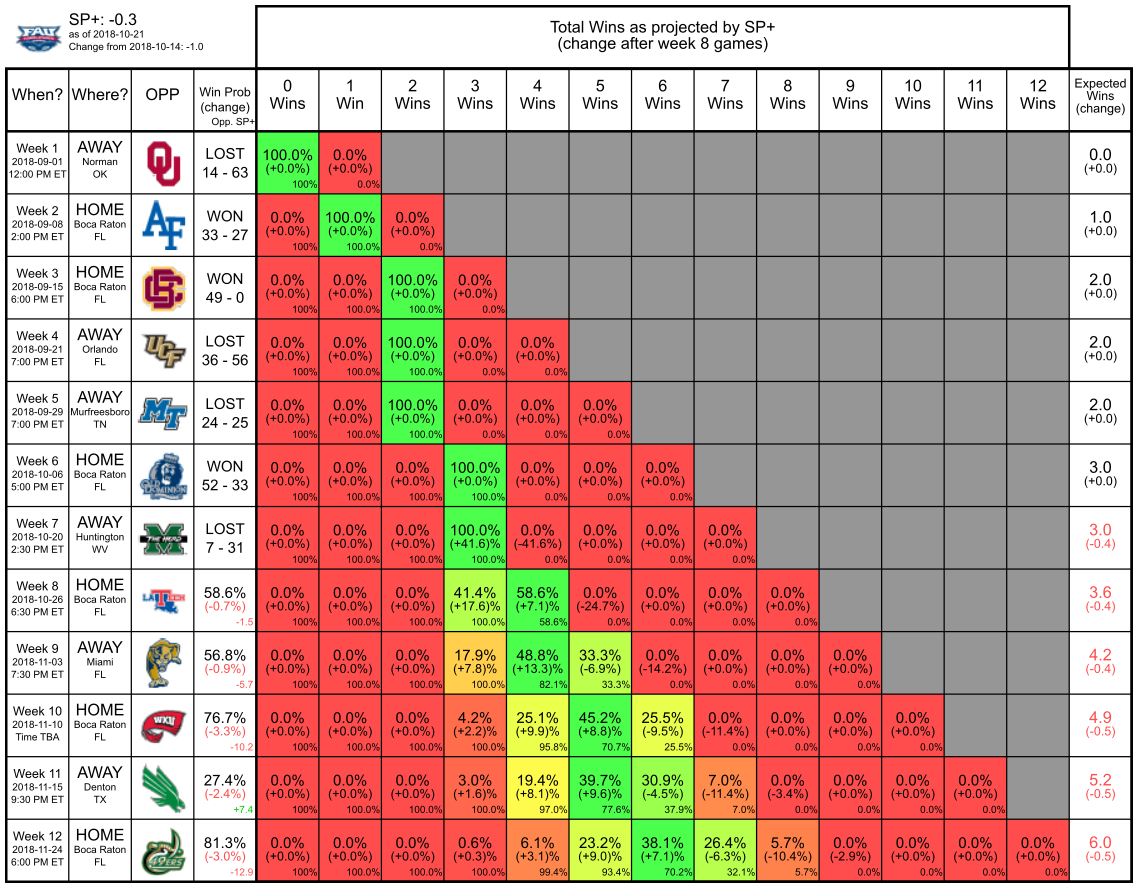 FAU
SP+: -0.3
as of 2018-10-21
Change from 2018-10-14: -1.0
Total Wins as projected by SP+
(change after week 8 games)
When? Where? OPP Win Prob (change) Opp. SP+ 0 Wins 1 Win 2 Wins 3 Wins 4 Wins 5 Wins 6 Wins 7 Wins 8 Wins 9 Wins 10 Wins 11 Wins 12 Wins Expected Wins (change)
Week 1 AWAY LOST 100.0% 0.0% 0.0
2018-09-01 Norman (+0.0%) (+0.0%) (+0.0)
12:00 PM ET OK 14 - 63 100% 0.0%
Week 2 HOME AF WON 0.0% 100.0% 0.0% 1.0
2018-09-08 Boca Raton (+0.0%) (+0.0%) (+0.0%) (+0.0)
2:00 PM ET FL 33 - 27 100% 100.0% 0.0%
Week 3 HOME WON 0.0% 0.0% 100.0% 0.0% 2.0
2018-09-15 Boca Raton (+0.0%) (+0.0%) (+0.0%) (+0.0%) (+0.0)
6:00 PM ET FL 49 - 0 100% 100.0% 100.0% 0.0%
Week 4 AWAY UCF LOST 0.0% 0.0% 100.0% 0.0% 0.0% 2.0
2018-09-21 Orlando (+0.0%) (+0.0%) (+0.0%) (+0.0%) (+0.0%) (+0.0)
7:00 PM ET FL 36 - 56 100% 100.0% 100.0% 0.0% 0.0%
Week 5 AWAY MT LOST 0.0% 0.0% 100.0% 0.0% 0.0% 0.0% 2.0
2018-09-29 Murfreesboro (+0.0%) (+0.0%) (+0.0%) (+0.0%) (+0.0%) (+0.0%) (+0.0)
7:00 PM ET TN 24 - 25 100% 100.0% 100.0% 0.0% 0.0% 0.0%
Week 6 HOME OLD DOMINION WON 0.0% 0.0% 0.0% 100.0% 0.0% 0.0% 0.0% 3.0
2018-10-06 Boca Raton (+0.0%) (+0.0%) (+0.0%) (+0.0%) (+0.0%) (+0.0%) (+0.0%) (+0.0)
5:00 PM ET FL 52 - 33 100% 100.0% 100.0% 100.0% 0.0% 0.0% 0.0%
Week 7 AWAY M THE HERD LOST 0.0% 0.0% 0.0% 100.0% 0.0% 0.0% 0.0% 0.0% 3.0
2018-10-20 Huntington (+0.0%) (+0.0%) (+0.0%) (+41.6%) (-41.6%) (+0.0%) (+0.0%) (+0.0%) (-0.4)
2:30 PM ET WV 7 - 31 100% 100.0% 100.0% 100.0% 0.0% 0.0% 0.0% 0.0%
Week 8 HOME LA TECH 58.6% 0.0% 0.0% 0.0% 41.4% 58.6% 0.0% 0.0% 0.0% 0.0% 3.6
2018-10-26 Boca Raton (-0.7%) (+0.0%) (+0.0%) (+0.0%) (+17.6%) (+7.1%) (-24.7%) (+0.0%) (+0.0%) (+0.0%) (-0.4)
6:30 PM ET FL -1.5 100% 100.0% 100.0% 100.0% 58.6% 0.0% 0.0% 0.0% 0.0%
Week 9 AWAY 56.8% 0.0% 0.0% 0.0% 17.9% 48.8% 33.3% 0.0% 0.0% 0.0% 0.0% 4.2
2018-11-03 Miami (-0.9%) (+0.0%) (+0.0%) (+0.0%) (+7.8%) (+13.3%) (-6.9%) (-14.2%) (+0.0%) (+0.0%) (+0.0%) (-0.4)
7:30 PM ET FL -5.7 100% 100.0% 100.0% 100.0% 82.1% 33.3% 0.0% 0.0% 0.0% 0.0%
Week 10 HOME WKU 76.7% 0.0% 0.0% 0.0% 4.2% 25.1% 45.2% 25.5% 0.0% 0.0% 0.0% 0.0% 4.9
2018-11-10 Boca Raton (-3.3%) (+0.0%) (+0.0%) (+0.0%) (+2.2%) (+9.9%) (+8.8%) (-9.5%) (-11.4%) (+0.0%) (+0.0%) (+0.0%) (-0.5)
Time TBA FL -10.2 100% 100.0% 100.0% 100.0% 95.8% 70.7% 25.5% 0.0% 0.0% 0.0% 0.0%
Week 11 AWAY 27.4% 0.0% 0.0% 0.0% 3.0% 19.4% 39.7% 30.9% 7.0% 0.0% 0.0% 0.0% 0.0% 5.2
2018-11-15 Denton (-2.4%) (+0.0%) (+0.0%) (+0.0%) (+1.6%) (+8.1%) (+9.6%) (-4.5%) (-11.4%) (-3.4%) (+0.0%) (+0.0%) (+0.0%) (-0.5)
9:30 PM ET TX +7.4 100% 100.0% 100.0% 100.0% 97.0% 77.6% 37.9% 7.0% 0.0% 0.0% 0.0% 0.0%
Week 12 HOME 49ERS 81.3% 0.0% 0.0% 0.0% 0.6% 6.1% 23.2% 38.1% 26.4% 5.7% 0.0% 0.0% 0.0% 0.0% 6.0
2018-11-24 Boca Raton (-3.0%) (+0.0%) (+0.0%) (+0.0%) (+0.3%) (+3.1%) (+9.0%) (+7.1%) (-6.3%) (-10.4%) (-2.9%) (+0.0%) (+0.0%) (+0.0%) (-0.5)
6:00 PM ET FL -12.9 100% 100.0% 100.0% 100.0% 99.4% 93.4% 70.2% 32.1% 5.7% 0.0% 0.0% 0.0% 0.0%